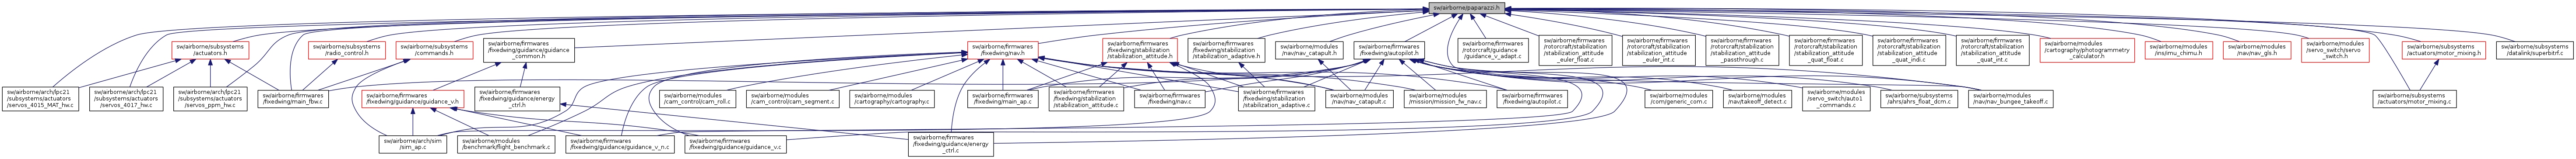 sw/airborne/paparazzi.h
sw/airborne/subsystems
/actuators.h
sw/airborne/subsystems
/radio_control.h
sw/airborne/subsystems
/commands.h
sw/airborne/firmwares
/fixedwing/guidance/guidance
_common.h
sw/airborne/firmwares
/fixedwing/nav.h
sw/airborne/firmwares
/fixedwing/stabilization
/stabilization_attitude.h
sw/airborne/firmwares
/fixedwing/stabilization
/stabilization_adaptive.h
sw/airborne/modules
/nav/nav_catapult.h
sw/airborne/firmwares
/fixedwing/autopilot.h
sw/airborne/firmwares
/rotorcraft/guidance
/guidance_v_adapt.c
sw/airborne/firmwares
/rotorcraft/stabilization
/stabilization_attitude
_euler_float.c
sw/airborne/firmwares
/rotorcraft/stabilization
/stabilization_attitude
_euler_int.c
sw/airborne/firmwares
/rotorcraft/stabilization
/stabilization_attitude
_passthrough.c
sw/airborne/firmwares
/rotorcraft/stabilization
/stabilization_attitude
_quat_float.c
sw/airborne/firmwares
/rotorcraft/stabilization
/stabilization_attitude
_quat_indi.c
sw/airborne/firmwares
/rotorcraft/stabilization
/stabilization_attitude
_quat_int.c
sw/airborne/modules
/cartography/photogrammetry
_calculator.h
sw/airborne/modules
/ins/imu_chimu.h
sw/airborne/modules
/nav/nav_gls.h
sw/airborne/modules
/servo_switch/servo
_switch.h
sw/airborne/subsystems
/actuators/motor_mixing.h
sw/airborne/subsystems
/datalink/superbitrf.c
sw/airborne/arch/lpc21
/subsystems/actuators
/servos_4015_MAT_hw.c
sw/airborne/arch/lpc21
/subsystems/actuators
/servos_4017_hw.c
sw/airborne/arch/lpc21
/subsystems/actuators
/servos_ppm_hw.c
sw/airborne/firmwares
/fixedwing/main_fbw.c
sw/airborne/firmwares
/fixedwing/guidance/guidance_v.h
sw/airborne/firmwares
/fixedwing/guidance/energy
_ctrl.h
sw/airborne/modules
/cam_control/cam_roll.c
sw/airborne/modules
/cam_control/cam_segment.c
sw/airborne/modules
/cartography/cartography.c
sw/airborne/firmwares
/fixedwing/main_ap.c
sw/airborne/firmwares
/fixedwing/stabilization
/stabilization_attitude.c
sw/airborne/firmwares
/fixedwing/nav.c
sw/airborne/firmwares
/fixedwing/stabilization
/stabilization_adaptive.c
sw/airborne/modules
/nav/nav_catapult.c
sw/airborne/modules
/mission/mission_fw_nav.c
sw/airborne/firmwares
/fixedwing/autopilot.c
sw/airborne/modules
/com/generic_com.c
sw/airborne/modules
/nav/takeoff_detect.c
sw/airborne/modules
/servo_switch/auto1
_commands.c
sw/airborne/subsystems
/ahrs/ahrs_float_dcm.c
sw/airborne/modules
/nav/nav_bungee_takeoff.c
sw/airborne/subsystems
/actuators/motor_mixing.c
sw/airborne/arch/sim
/sim_ap.c
sw/airborne/modules
/benchmark/flight_benchmark.c
sw/airborne/firmwares
/fixedwing/guidance/guidance_v_n.c
sw/airborne/firmwares
/fixedwing/guidance/guidance_v.c
sw/airborne/firmwares
/fixedwing/guidance/energy
_ctrl.c